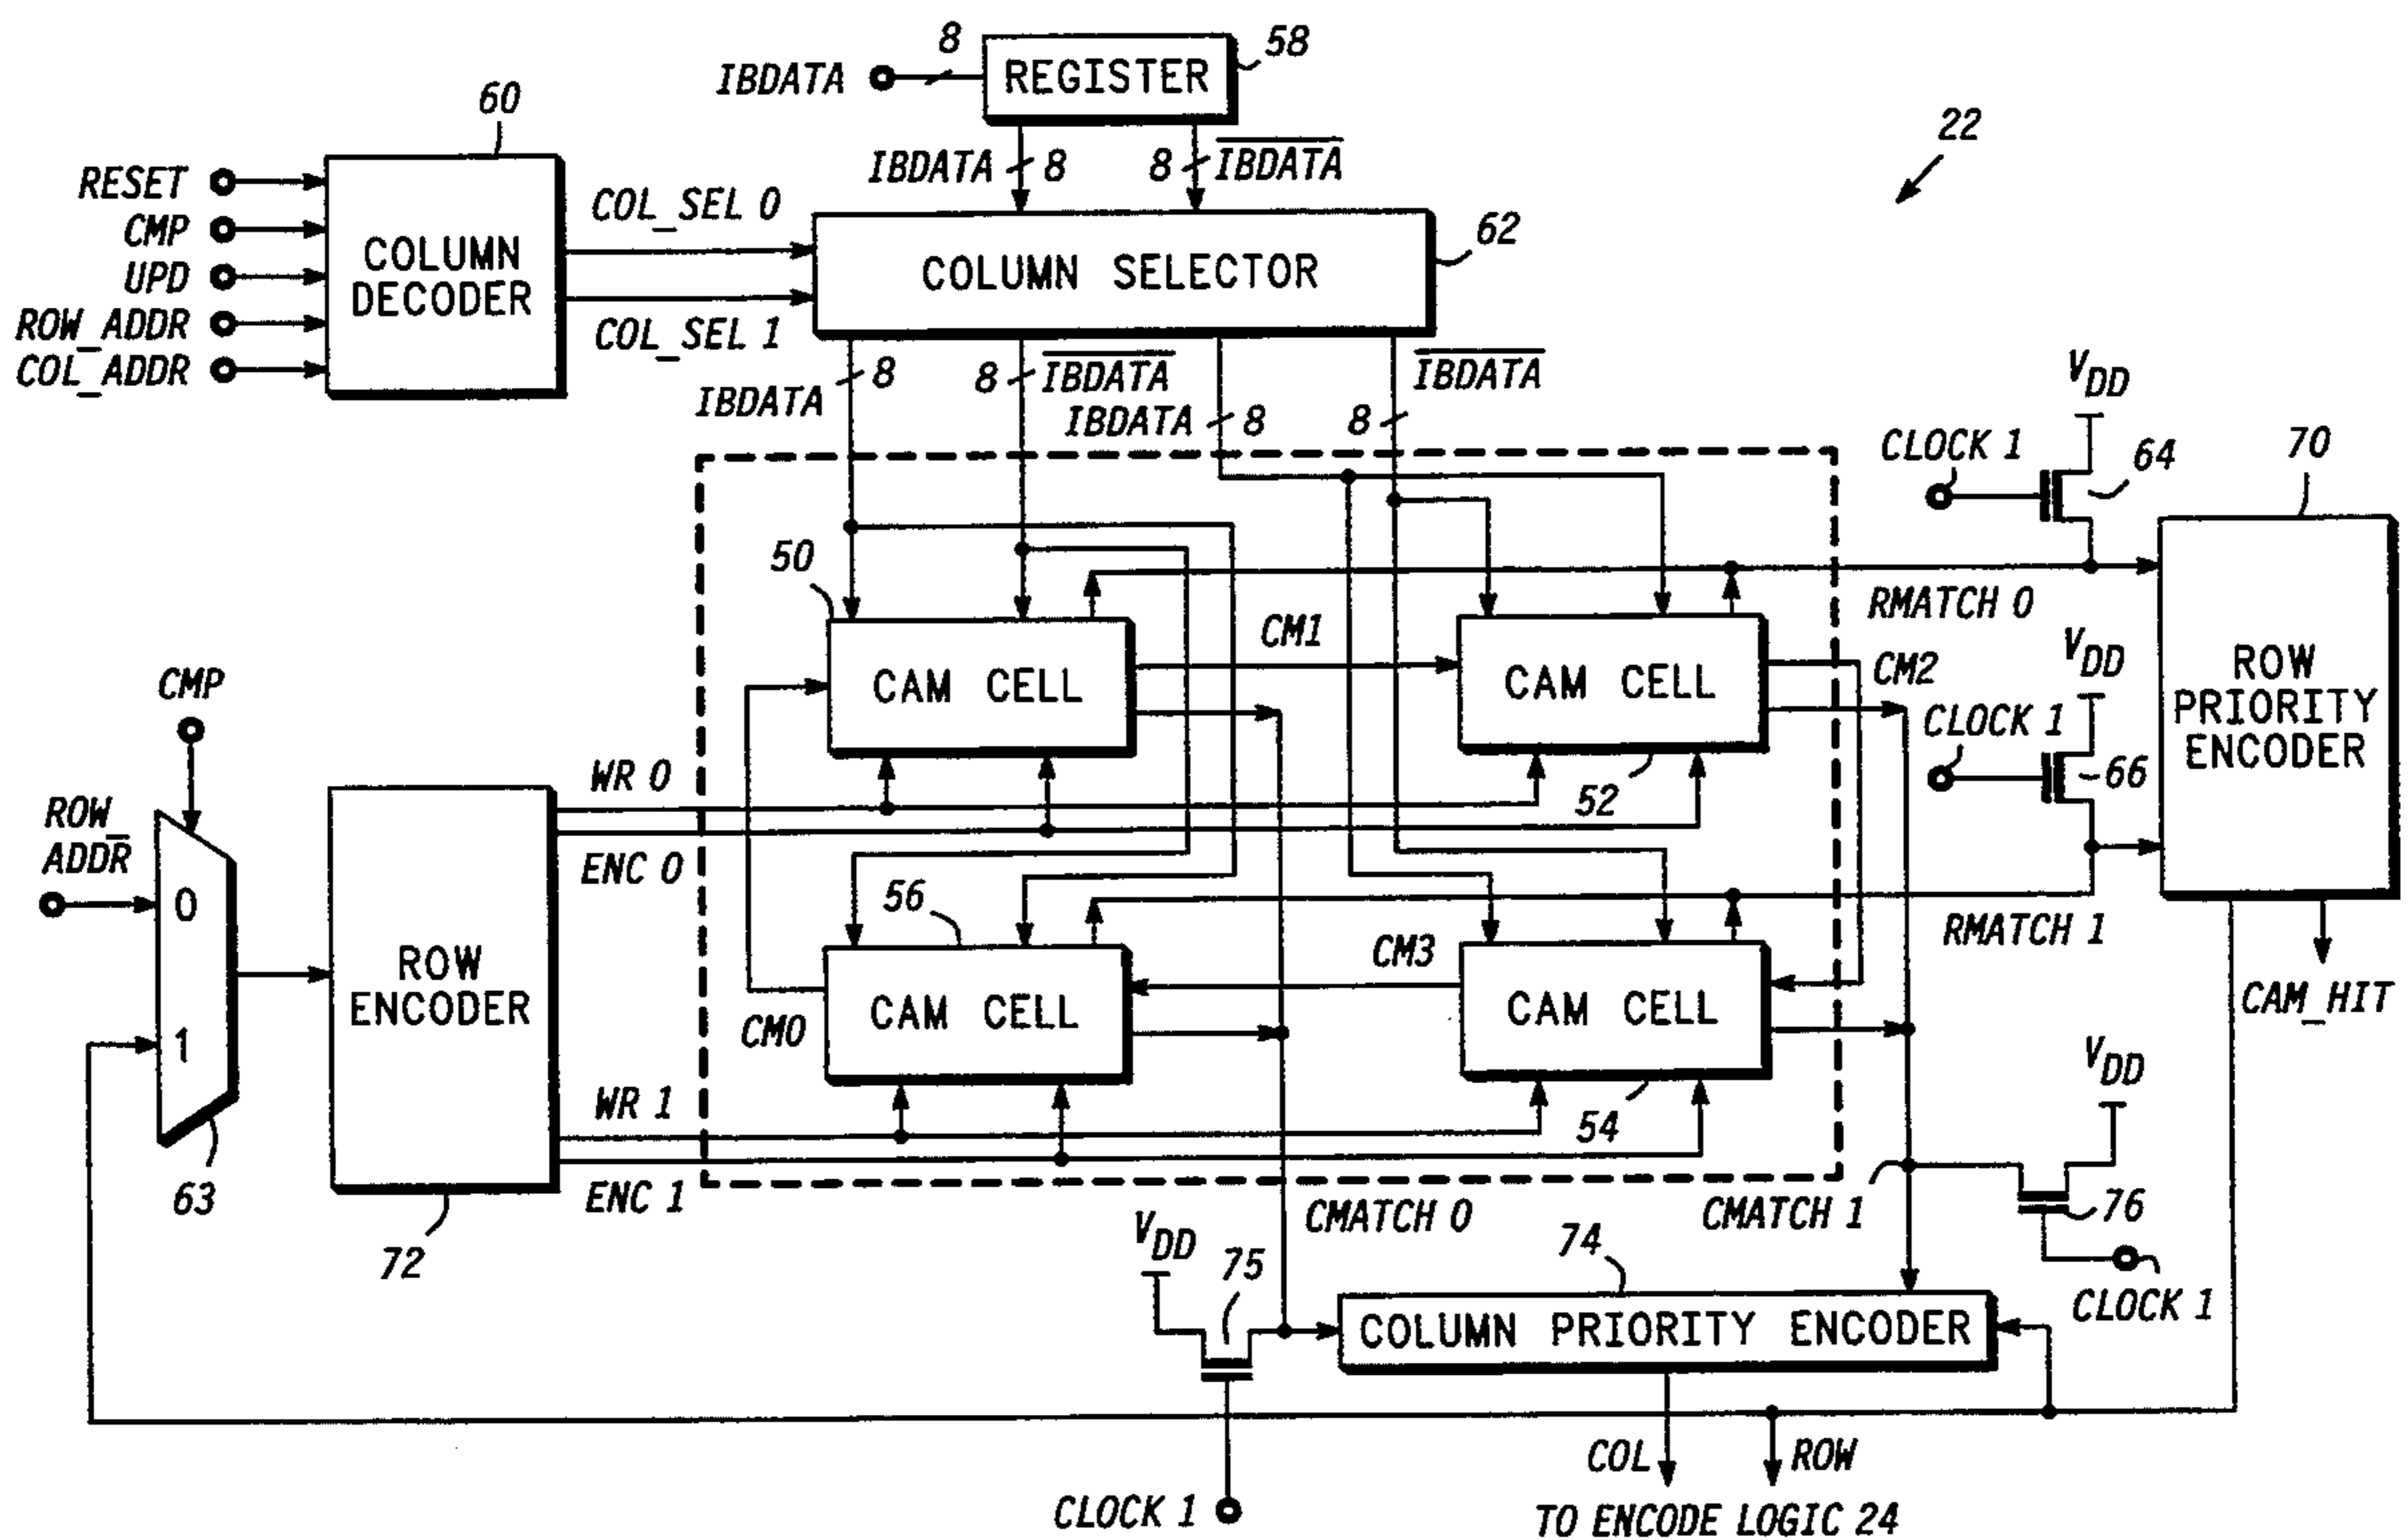 8
58
IBDATA
REGISTER
60
22
RESET
CMP
UPD
ROW_ADDR
COL_ADDR
COLUMN
DECODER
COL_SEL 0
COL_SEL 1
IBDATA
8
8
IBDATA
62
COLUMN SELECTOR
IBDATA
8
8
IBDATA
IBDATA
8
8
IBDATA
VDD
CLOCK 1
64
70
50
RMATCH 0
CM1
CAM CELL
CAM CELL
CM2
VDD
CLOCK 1
66
ROW
PRIORITY
ENCODER
CMP
WR 0
52
ROW_
ADDR
ENC 0
0
56
RMATCH 1
CM3
ROW
ENCODER
CAM CELL
CAM CELL
CAM_HIT
CM0
1
VDD
WR 1
54
63
ENC 1
72
CMATCH 0
CMATCH 1
76
VDD
75
74
CLOCK 1
COLUMN PRIORITY ENCODER
COL
ROW
CLOCK 1
TO ENCODE LOGIC 24